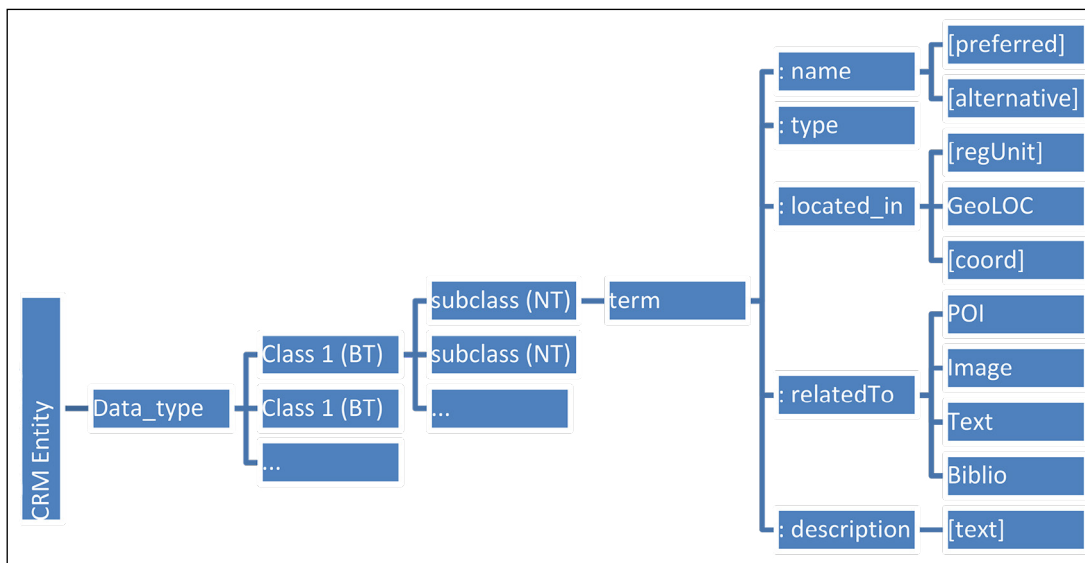 CRM Entity
Data_type
Class 1 (BT)
Class 1 (BT)
...
subclass (NT)
subclass (NT)
...
term
: name
: type
: located_in
: relatedTo
: description
[preferred]
[alternative]
[regUnit]
GeoLOC
[coord]
POI
Image
Text
Biblio
[text]